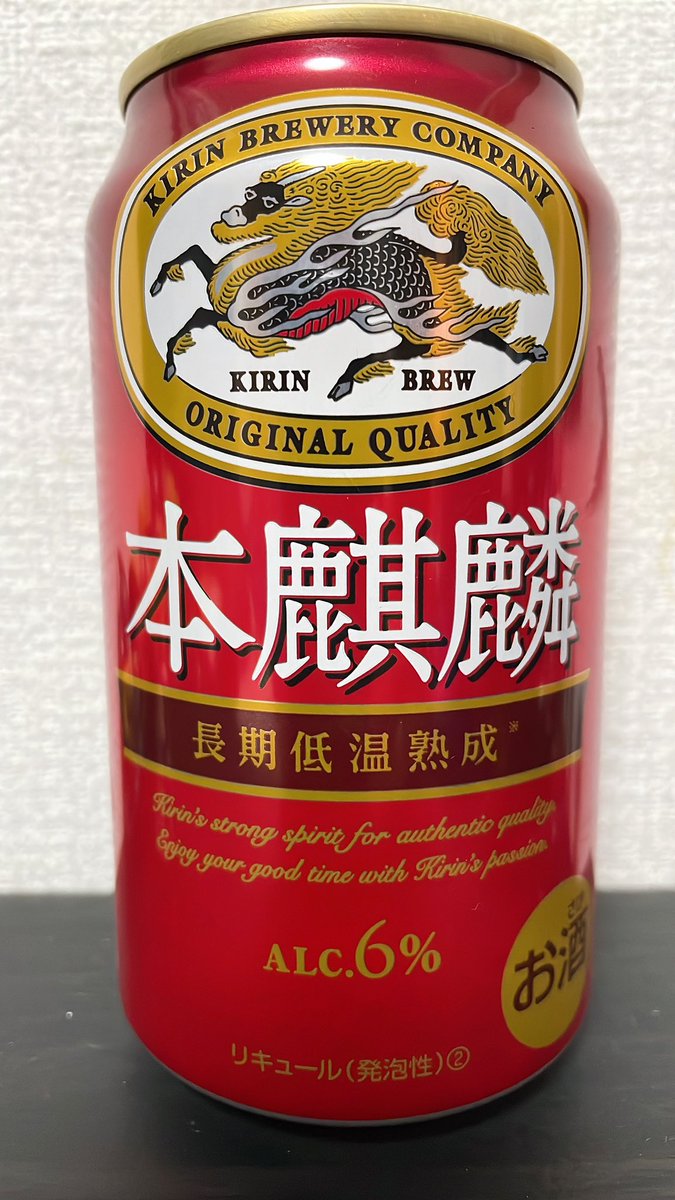 KIRIN BREWERY COMPANY
KIRIN BREW
ORIGINAL QUALITY
本麒麟
長期低温熟成※
Kirin's strong spirit for authentic quality.
Enjoy your good time with Kirin's passion.
ALC.6%
さけ
お酒
リキュール(発泡性)②